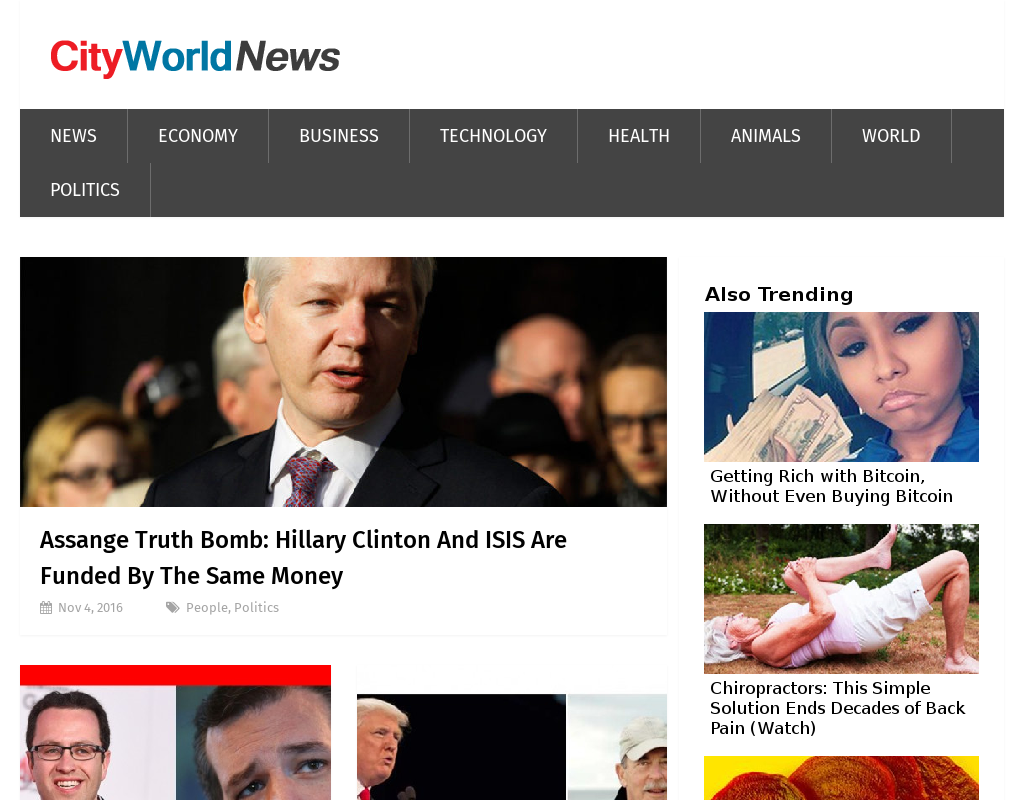 CityWorldNews
NEWS
ECONOMY
BUSINESS
TECHNOLOGY
HEALTH
ANIMALS
WORLD
POLITICS
Assange Truth Bomb: Hillary Clinton And ISIS Are
Funded By The Same Money
Nov 4, 2016
People, Politics
Also Trending
Getting Rich with Bitcoin,
Without Even Buying Bitcoin
Chiropractors: This Simple
Solution Ends Decades of Back
Pain (Watch)